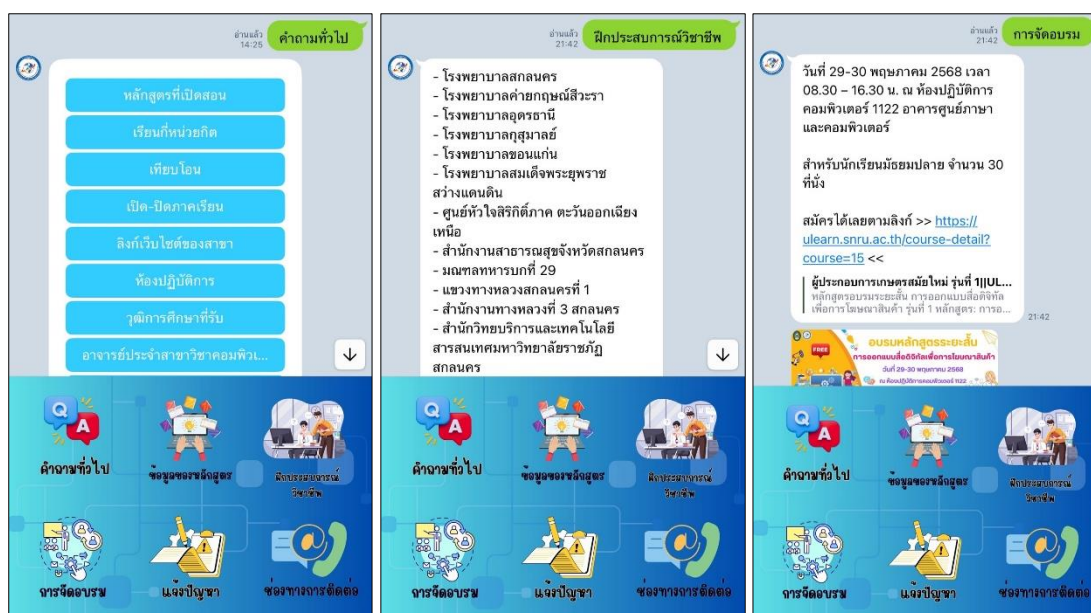 อ่านแล้ว
14:25
คำถามทั่วไป
หลักสูตรที่เปิดสอน
เรียนกี่หน่วยกิต
เทียบโอน
เปิด-ปิดภาคเรียน
ลิงก์เว็บไซต์ของสาขา
ห้องปฏิบัติการ
วุฒิการศึกษาที่รับ
อาจารย์ประจำสาขาวิชาคอมพิว...
Q
A
คำถามทั่วไป
ข้อมูลของหลักสูตร
ฝึกประสบการณ์
วิชาชีพ
การจัดอบรม
แจ้งปัญหา
ช่องทางการติดต่อ
อ่านแล้ว
21:42
ฝึกประสบการณ์วิชาชีพ
- โรงพยาบาลสกลนคร
- โรงพยาบาลค่ายกฤษณ์สีวะรา
- โรงพยาบาลอุดรธานี
- โรงพยาบาลกุสุมาลย์
- โรงพยาบาลขอนแก่น
- โรงพยาบาลสมเด็จพระยุพราช
สว่างแดนดิน
- ศูนย์หัวใจสิริกิติ์ภาค ตะวันออกเฉียง
เหนือ
- สำนักงานสาธารณสุขจังหวัดสกลนคร
- มณฑลทหารบกที่ 29
- แขวงทางหลวงสกลนครที่ 1
- สำนักงานทางหลวงที่ 3 สกลนคร
- สำนักวิทยบริการและเทคโนโลยี
สารสนเทศมหาวิทยาลัยราชภัฏ
สกลนคร
Q
A
คำถามทั่วไป
ข้อมูลของหลักสูตร
ฝึกประสบการณ์
วิชาชีพ
การจัดอบรม
แจ้งปัญหา
ช่องทางการติดต่อ
อ่านแล้ว
21:42
การจัดอบรม
วันที่ 29-30 พฤษภาคม 2568 เวลา
08.30 – 16.30 น. ณ ห้องปฏิบัติการ
คอมพิวเตอร์ 1122 อาคารศูนย์ภาษา
และคอมพิวเตอร์
สำหรับนักเรียนมัธยมปลาย จำนวน 30
ที่นั่ง
สมัครได้เลยตามลิงก์ >> https://
ulearn.snru.ac.th/course-detail?
course=15 <<
ผู้ประกอบการเกษตรสมัยใหม่ รุ่นที่ 1||UL...
หลักสูตรอบรมระยะสั้น การออกแบบสื่อดิจิทัล
เพื่อการโฆษณาสินค้า รุ่นที่ 1 หลักสูตร: การอ...
21:42
FREE
อบรมหลักสูตรระยะสั้น
การออกแบบสื่อดิจิทัลเพื่อการโฆษณาสินค้า
วันที่ 29-30 พฤษภาคม 2568
ณ ห้องปฏิบัติการคอมพิวเตอร์ 1122
Q
A
คำถามทั่วไป
ข้อมูลของหลักสูตร
ฝึกประสบการณ์
วิชาชีพ
การจัดอบรม
แจ้งปัญหา
ช่องทางการติดต่อ